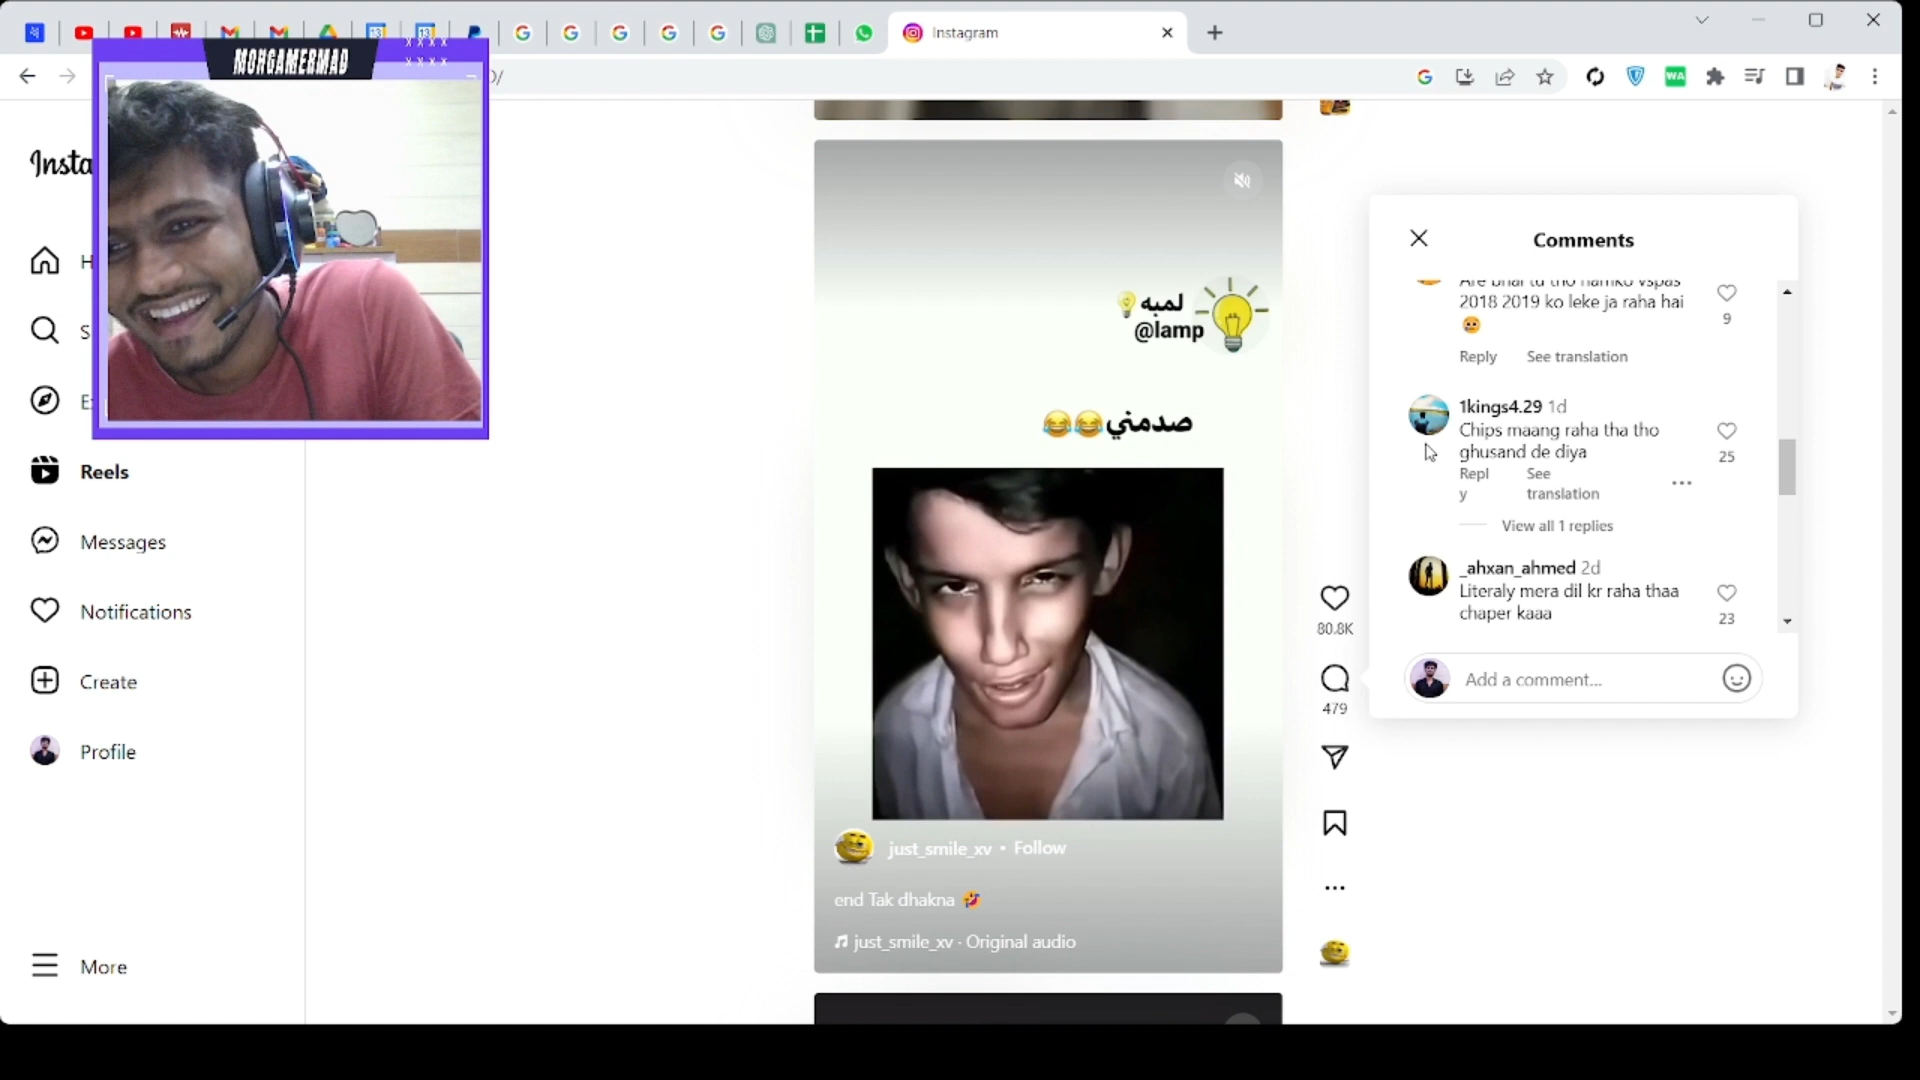 Instagram
MORGAMERMAD
Insta
H
S
E
Reels
Messages
Notifications
Create
Profile
More
لمبه
@lamp
صدمني
just_smile_xv • Follow
end Tak dhakna
just_smile_xv · Original audio
80.8K
479
Comments
2018 2019 ko leke ja raha hai
9
Reply See translation
1kings4.29 1d
Chips maang raha tha tho
ghusand de diya
25
Repl
y
See
translation
View all 1 replies
_ahxan_ahmed 2d
Literaly mera dil kr raha thaa
chaper kaaa
23
Add a comment...
WA